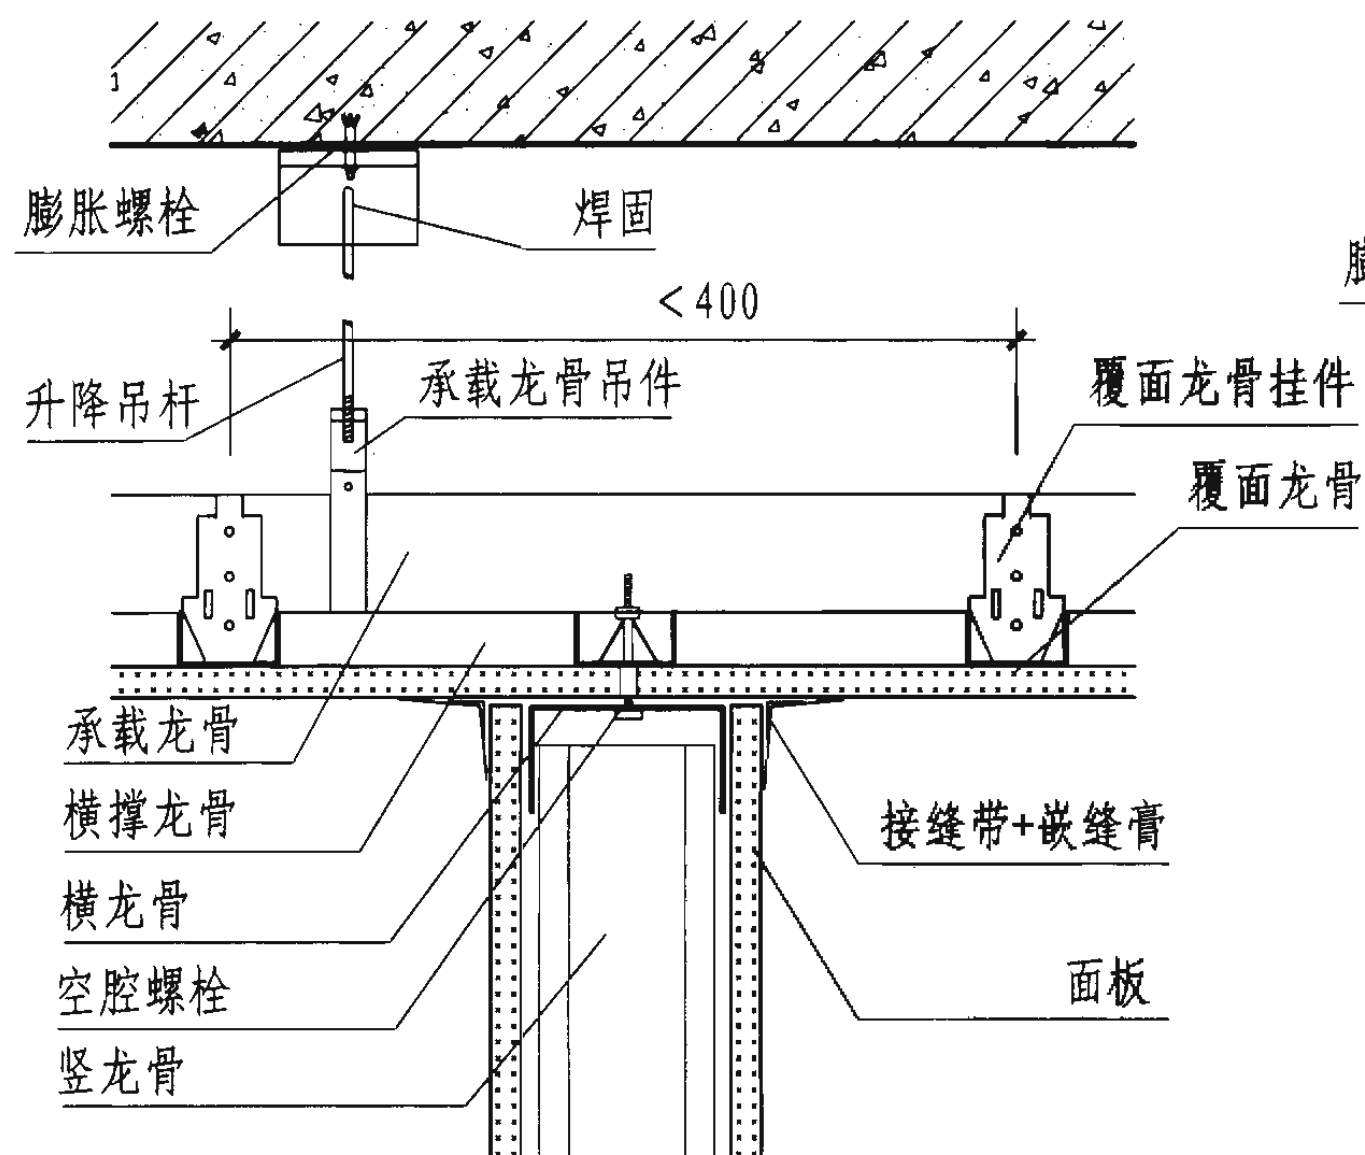 膨胀螺栓
焊固
<400
升降吊杆
承载龙骨吊件
覆面龙骨挂件
覆面龙骨
承载龙骨
横撑龙骨
横龙骨
空腔螺栓
竖龙骨
接缝带+嵌缝膏
面板